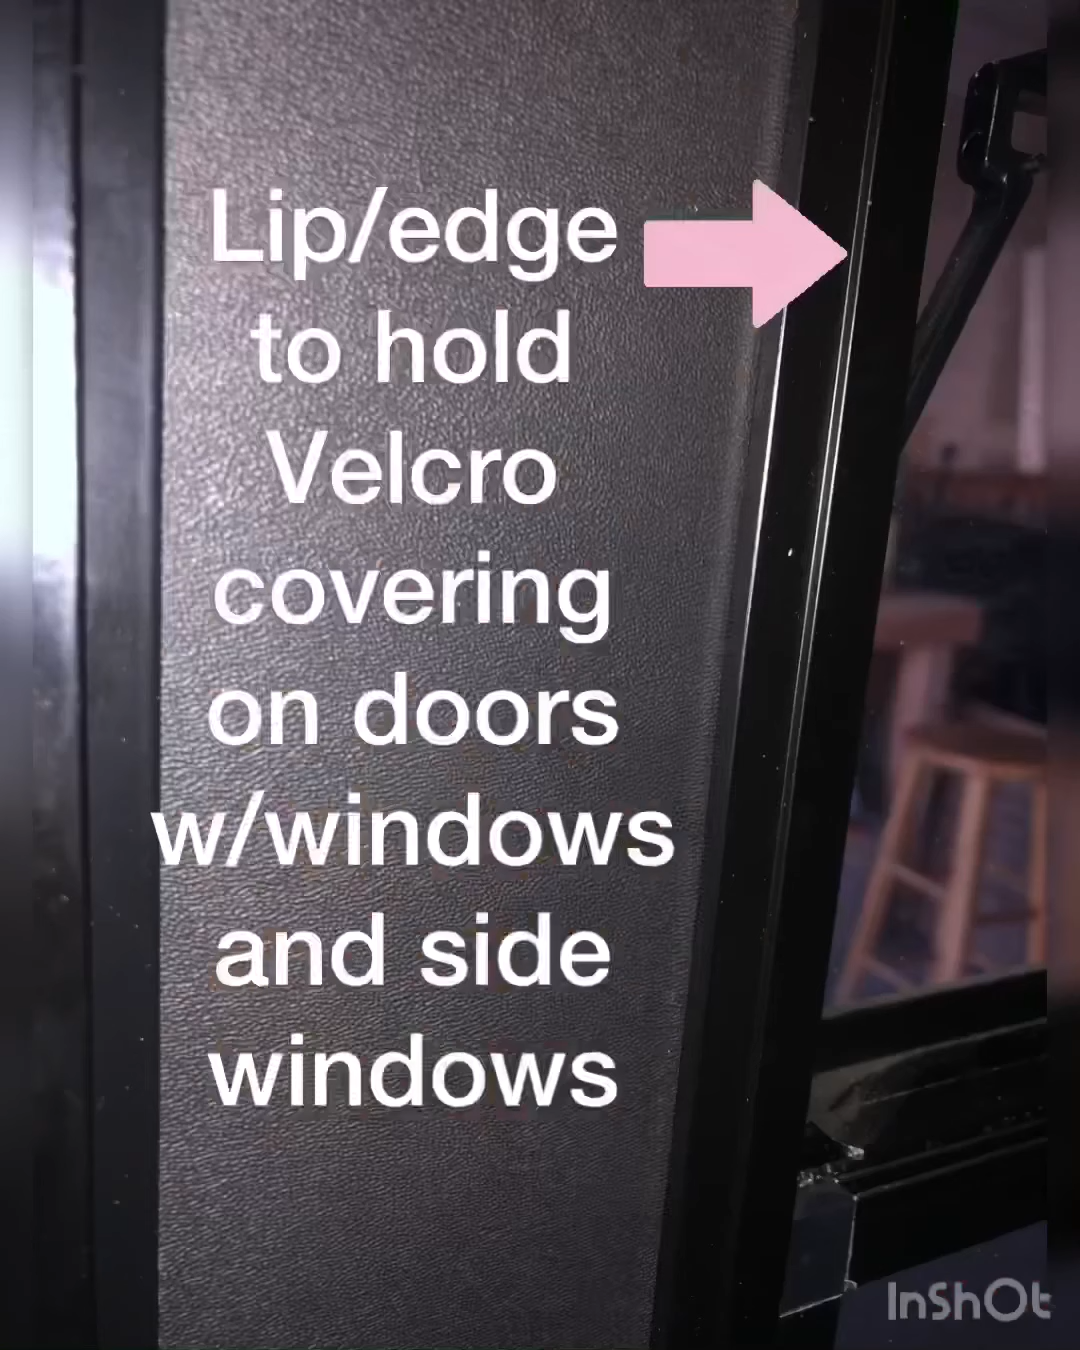 Lip/edge
to hold
Velcro
covering
on doors
w/windows
and side
windows
InShOt